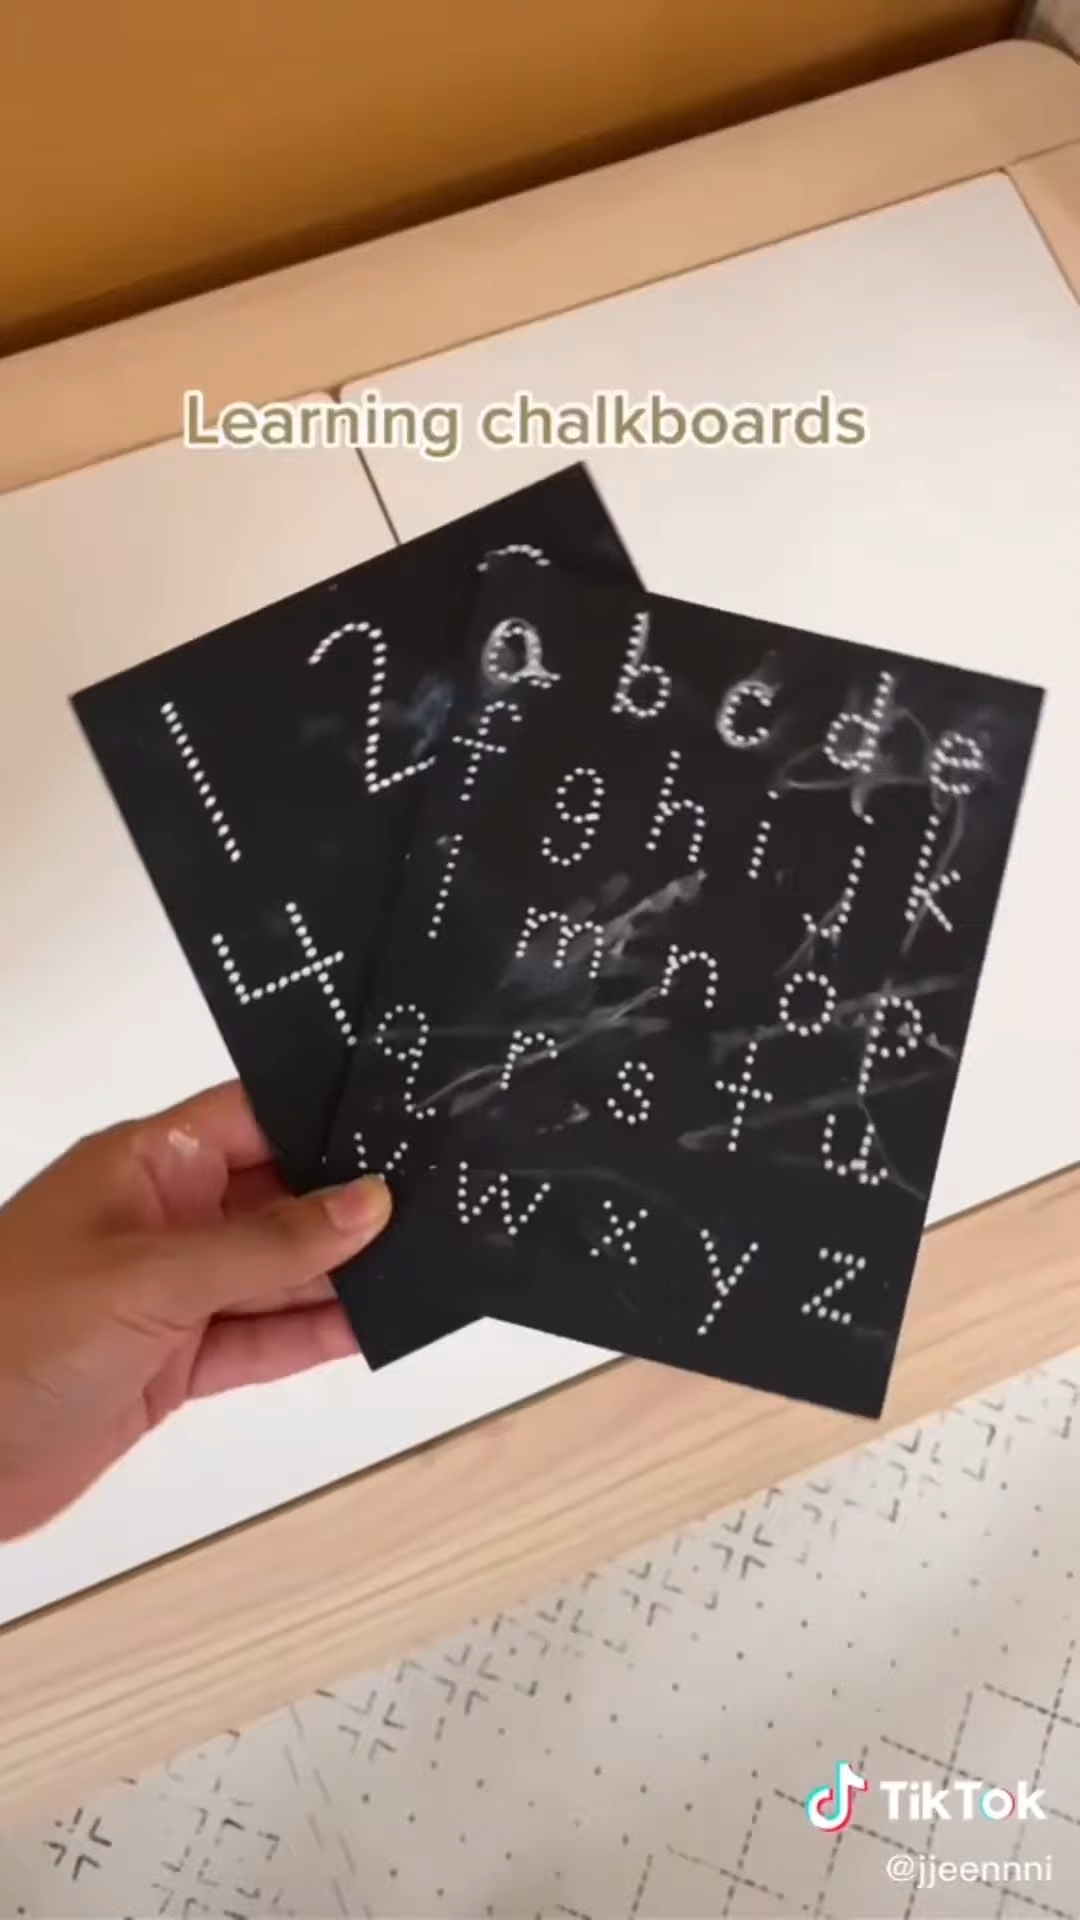 Learning chalkboards
1 2
4
a b c d e
f g h i j k
l m n o p
q r s t u
v w x y z
TikTok
@jjeennni